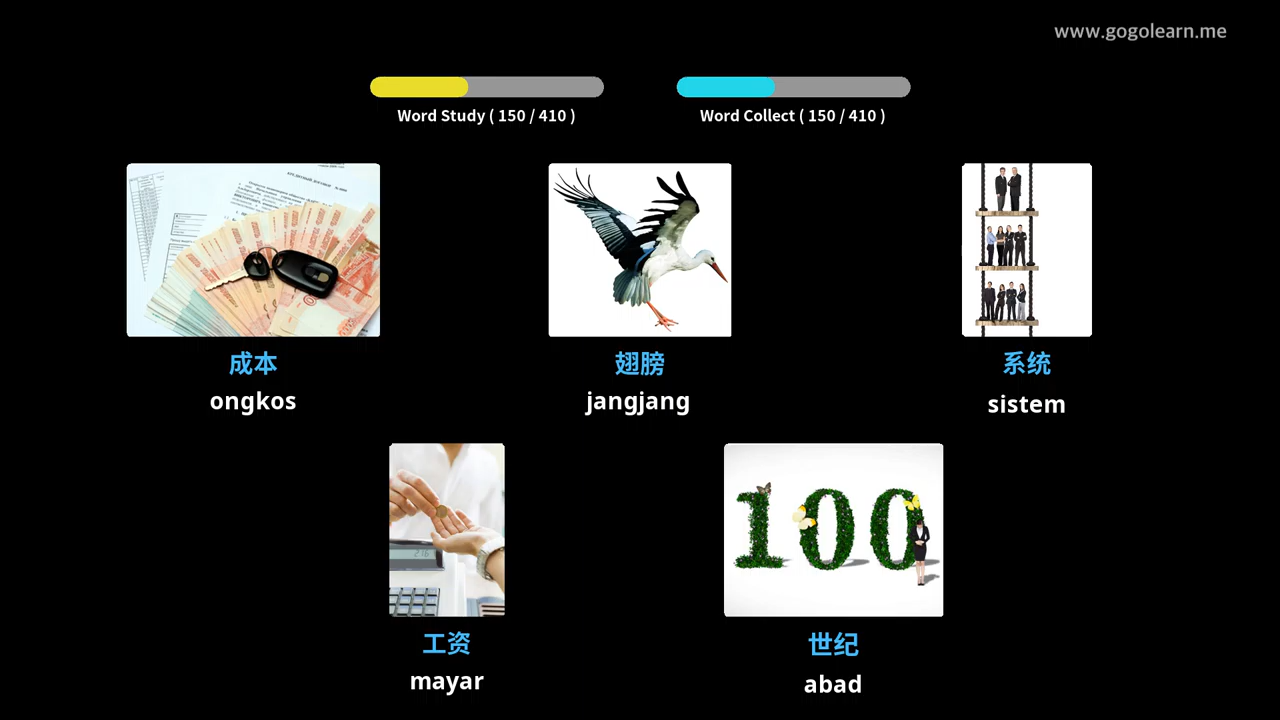 www.gogolearn.me
Word Study ( 150 / 410 )
Word Collect ( 150 / 410 )
成本
ongkos
翅膀
jangjang
系统
sistem
工资
mayar
世纪
abad